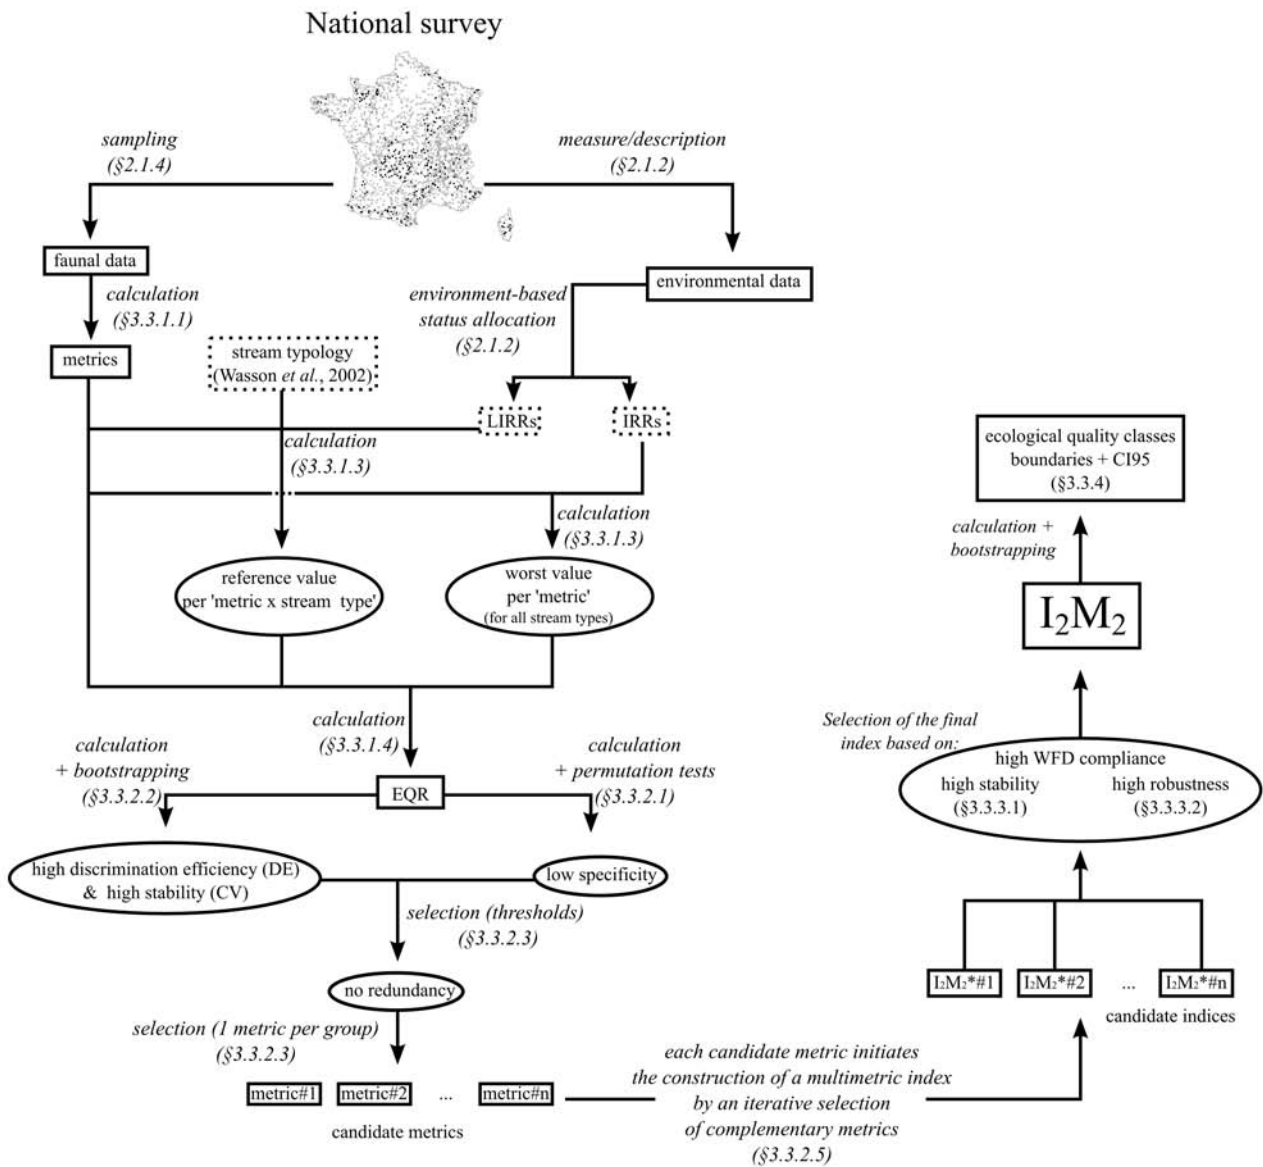 National survey
sampling
(§2.1.4)
measure/description
(§2.1.2)
faunal data
environmental data
calculation
(§3.3.1.1)
environment-based
status allocation
(§2.1.2)
metrics
stream typology
(Wasson et al., 2002)
LIRRs
IRRs
calculation
(§3.3.1.3)
calculation
(§3.3.1.3)
reference value
per 'metric x stream type'
worst value
per 'metric'
(for all stream types)
calculation
(§3.3.1.4)
calculation
+ bootstrapping
(§3.3.2.2)
calculation
+ permutation tests
(§3.3.2.1)
EQR
high discrimination efficiency (DE)
& high stability (CV)
low specificity
selection (thresholds)
(§3.3.2.3)
no redundancy
selection (1 metric per group)
(§3.3.2.3)
metric#1
metric#2
...
metric#n
candidate metrics
each candidate metric initiates
the construction of a multimetric index
by an iterative selection
of complementary metrics
(§3.3.2.5)
ecological quality classes
boundaries + CI95
(§3.3.4)
calculation +
bootstrapping
I₂M₂
Selection of the final
index based on:
high WFD compliance
high stability
(§3.3.3.1)
high robustness
(§3.3.3.2)
I₂M₂*#1
I₂M₂*#2
...
I₂M₂*#n
candidate indices